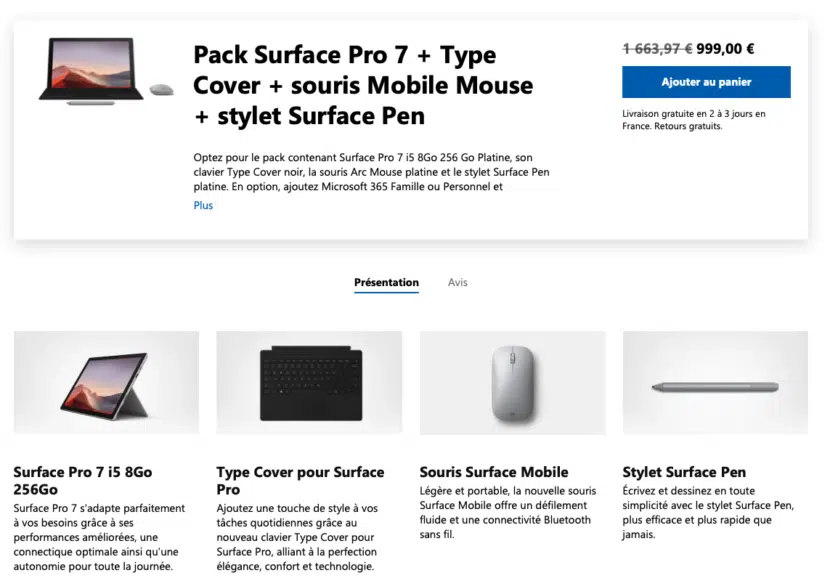 Pack Surface Pro 7 + Type
Cover + souris Mobile Mouse
+ stylet Surface Pen
1 663,97 € 999,00 €
Ajouter au panier
Livraison gratuite en 2 à 3 jours en
France. Retours gratuits.
Optez pour le pack contenant Surface Pro 7 i5 8Go 256 Go Platine, son
clavier Type Cover noir, la souris Arc Mouse platine et le stylet Surface Pen
platine. En option, ajoutez Microsoft 365 Famille ou Personnel et
Plus
Présentation Avis
Surface Pro 7 i5 8Go
256Go
Surface Pro 7 s'adapte parfaitement
à vos besoins grâce à ses
performances améliorées, une
connectique optimale ainsi qu'une
autonomie pour toute la journée.
Type Cover pour Surface
Pro
Ajoutez une touche de style à vos
tâches quotidiennes grâce au
nouveau clavier Type Cover pour
Surface Pro, alliant à la perfection
élégance, confort et technologie.
Souris Surface Mobile
Légère et portable, la nouvelle souris
Surface Mobile offre un défilement
fluide et une connectivité Bluetooth
sans fil.
Stylet Surface Pen
Écrivez et dessinez en toute
simplicité avec le stylet Surface Pen,
plus efficace et plus rapide que
jamais.